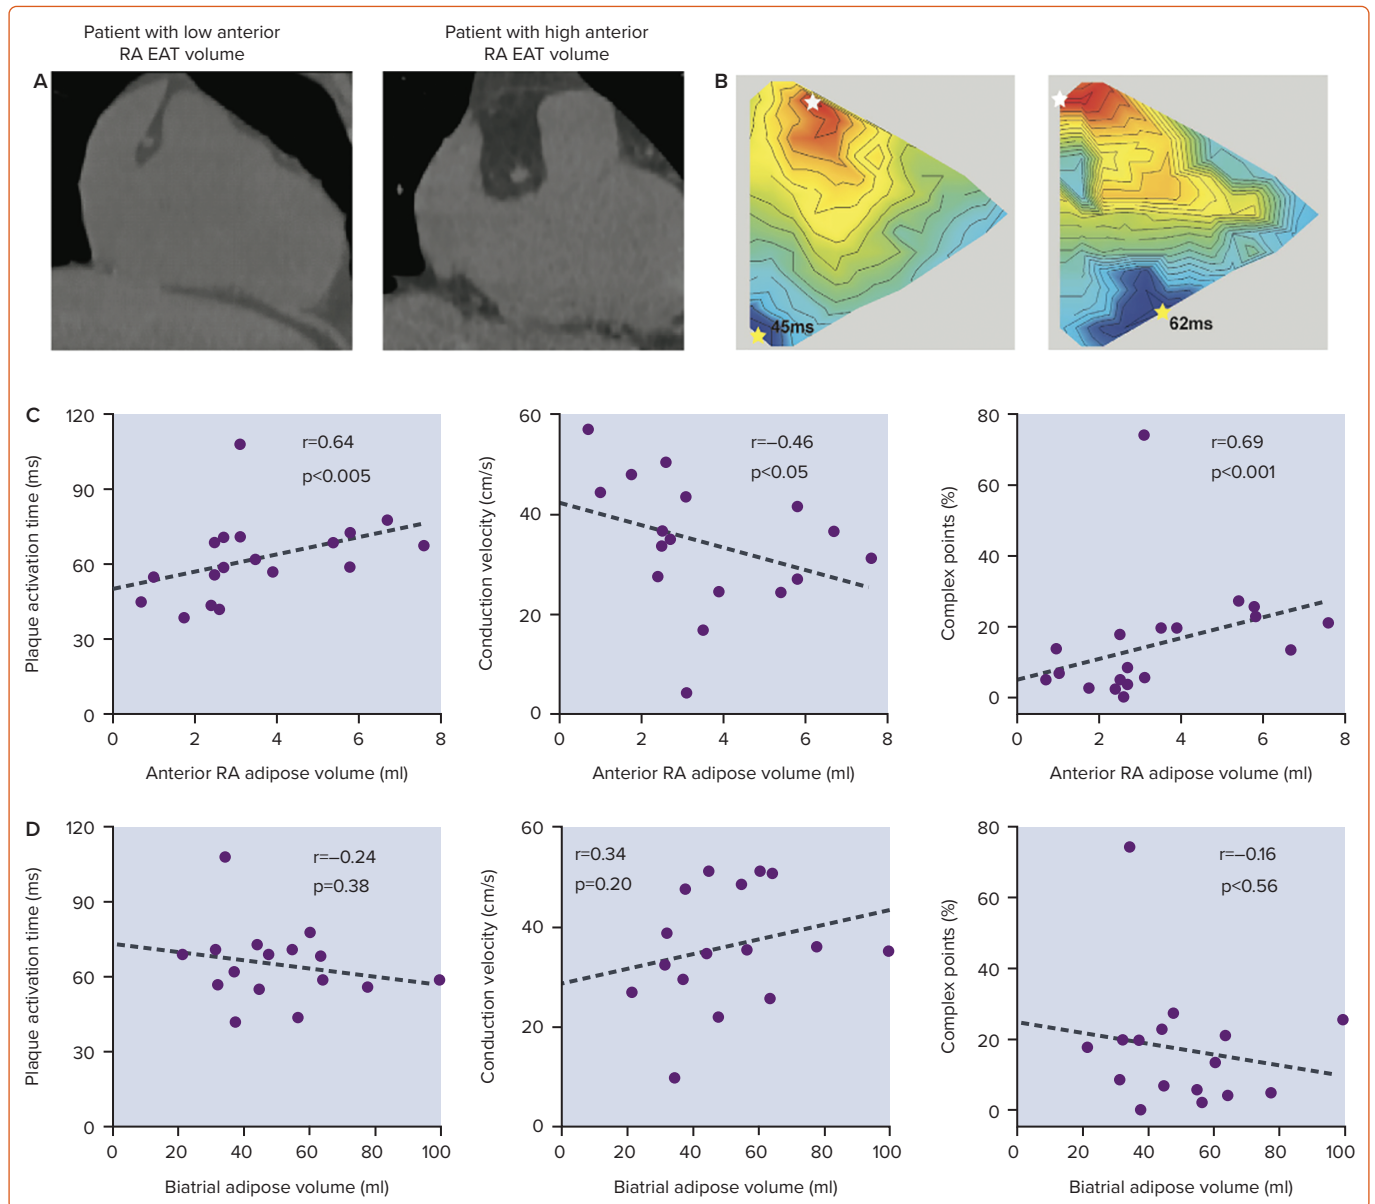 Patient with low anterior
RA EAT volume
Patient with high anterior
RA EAT volume
A
B
45ms
62ms
C
Plaque activation time (ms)
120
90
60
30
0
r=0.64
p<0.005
0 2 4 6 8
Anterior RA adipose volume (ml)
Conduction velocity (cm/s)
60
40
20
0
r=–0.46
p<0.05
0 2 4 6 8
Anterior RA adipose volume (ml)
Complex points (%)
80
60
40
20
0
r=0.69
p<0.001
0 2 4 6 8
Anterior RA adipose volume (ml)
D
Plaque activation time (ms)
120
90
60
30
0
r=–0.24
p=0.38
0 20 40 60 80 100
Biatrial adipose volume (ml)
Conduction velocity (cm/s)
60
40
20
0
r=0.34
p=0.20
0 20 40 60 80 100
Biatrial adipose volume (ml)
Complex points (%)
80
60
40
20
0
r=–0.16
p<0.56
0 20 40 60 80 100
Biatrial adipose volume (ml)